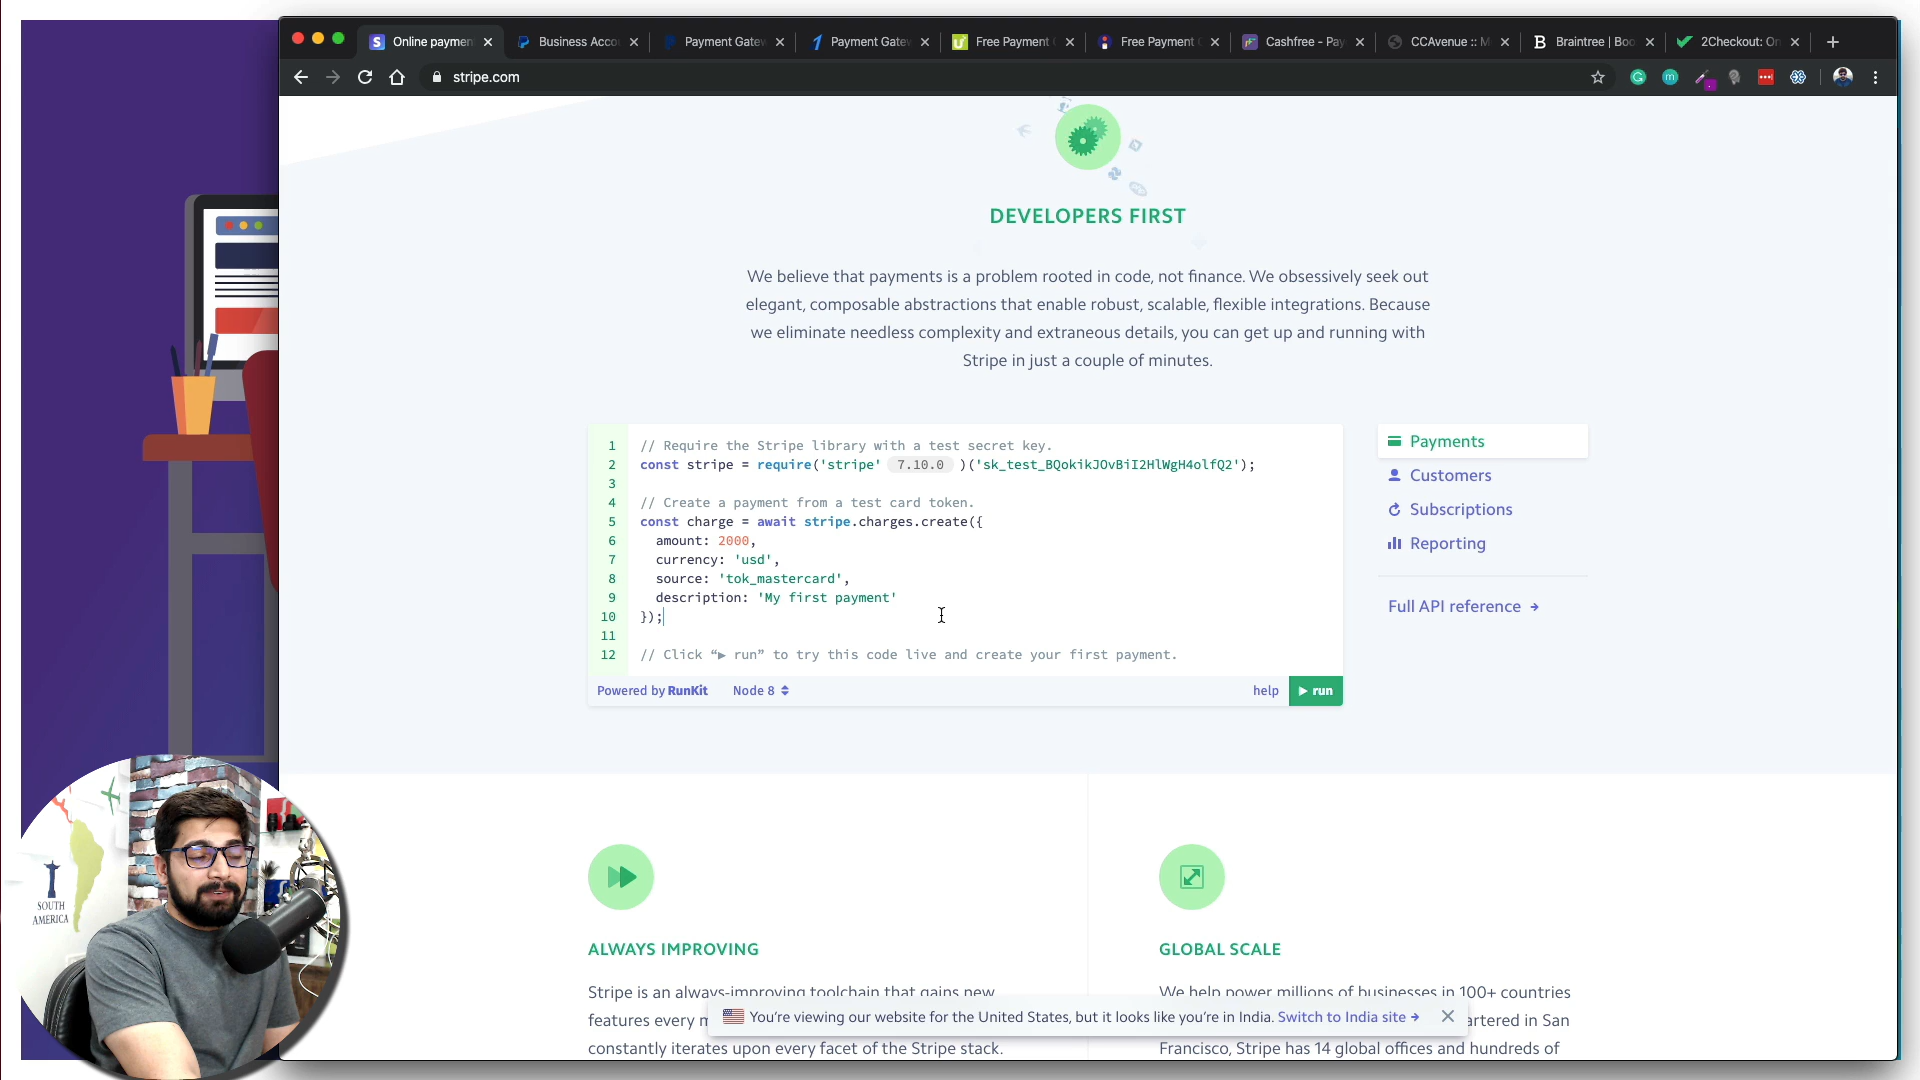 Online paymen
Business Acco
Payment Gatew
Payment Gatew
Free Payment
Free Payment
Cashfree - Pay
CCAvenue :: M
Braintree | Boo
2Checkout: On
stripe.com
DEVELOPERS FIRST
We believe that payments is a problem rooted in code, not finance. We obsessively seek out
elegant, composable abstractions that enable robust, scalable, flexible integrations. Because
we eliminate needless complexity and extraneous details, you can get up and running with
Stripe in just a couple of minutes.
1 // Require the Stripe library with a test secret key.
2 const stripe = require('stripe' 7.10.0 )('sk_test_BQokikJOvBiI2HlWgH4olfQ2');
3
4 // Create a payment from a test card token.
5 const charge = await stripe.charges.create({
6 amount: 2000,
7 currency: 'usd',
8 source: 'tok_mastercard',
9 description: 'My first payment'
10 });
11
12 // Click “▶ run” to try this code live and create your first payment.
Powered by RunKit Node 8 help ▶ run
Payments
Customers
Subscriptions
Reporting
Full API reference →
ALWAYS IMPROVING
Stripe is an always-improving toolchain that gains new
features every m
constantly iterates upon every facet of the Stripe stack.
GLOBAL SCALE
We help power millions of businesses in 100+ countries
artered in San
Francisco, Stripe has 14 global offices and hundreds of
You’re viewing our website for the United States, but it looks like you’re in India. Switch to India site →
SOUTH
AMERICA